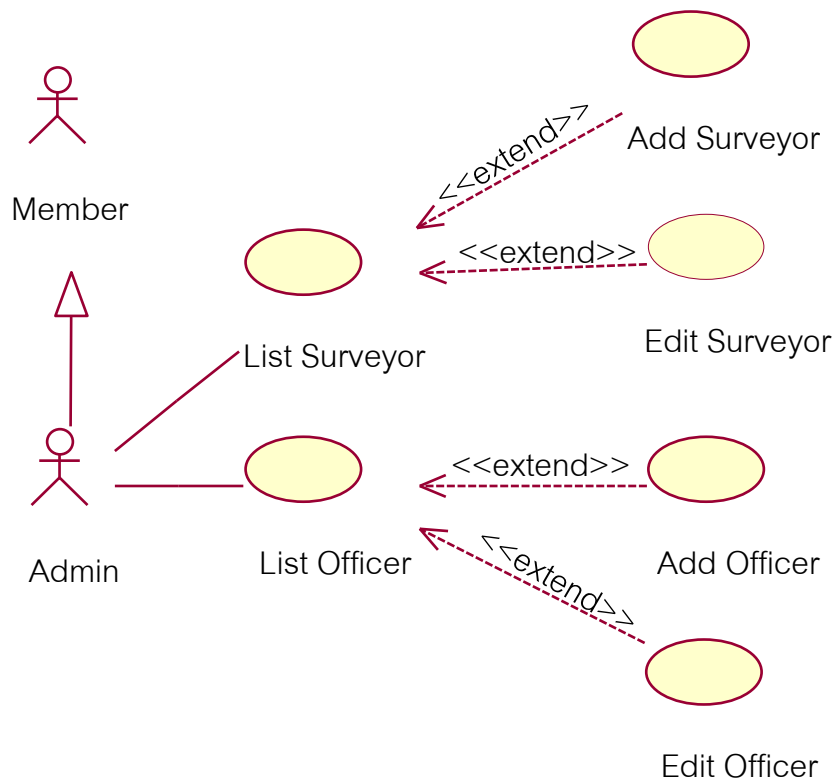 <<extend>>
Add Surveyor
Member
<<extend>>
List Surveyor
Edit Surveyor
<<extend>>
Admin
List Officer
Add Officer
<<extend>>
Edit Officer